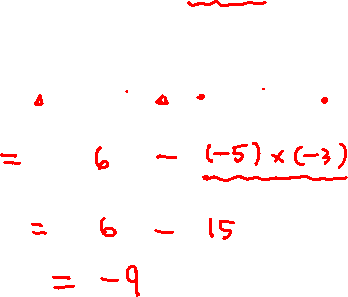 = 6 - (-5) × (-3)
= 6 - 15
= -9